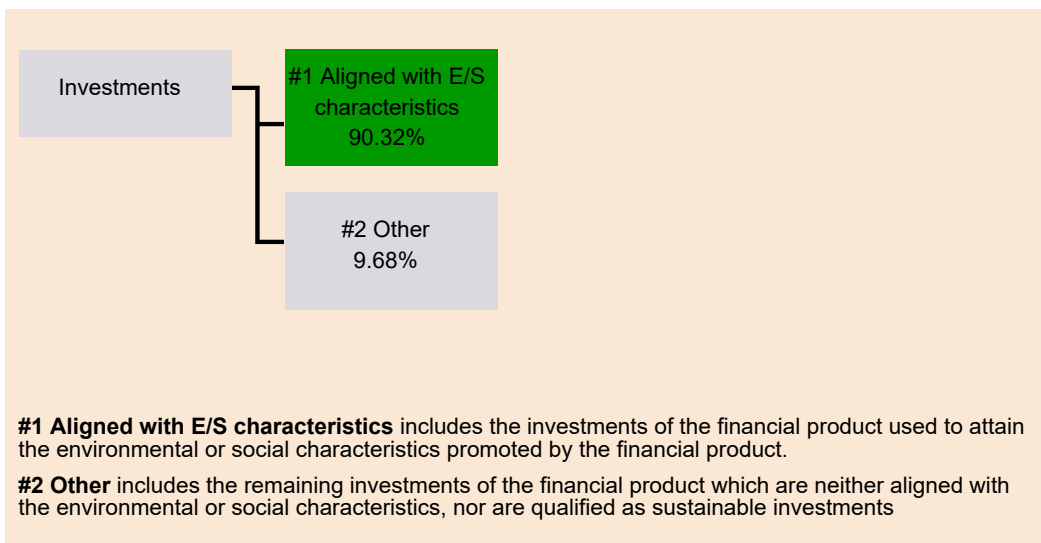 Investments
#1 Aligned with E/S
characteristics
90.32%
#2 Other
9.68%
#1 Aligned with E/S characteristics includes the investments of the financial product used to attain
the environmental or social characteristics promoted by the financial product.
#2 Other includes the remaining investments of the financial product which are neither aligned with
the environmental or social characteristics, nor are qualified as sustainable investments